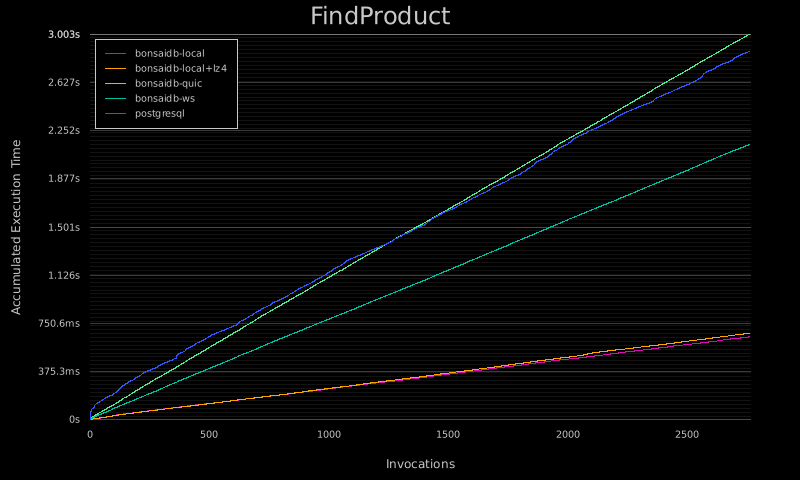 FindProduct
3.003s
2.627s
2.252s
1.877s
1.501s
1.126s
750.6ms
375.3ms
0s
Accumulated Execution Time
bonsaidb-local
bonsaidb-local+lz4
bonsaidb-quic
bonsaidb-ws
postgresql
0 500 1000 1500 2000 2500
Invocations